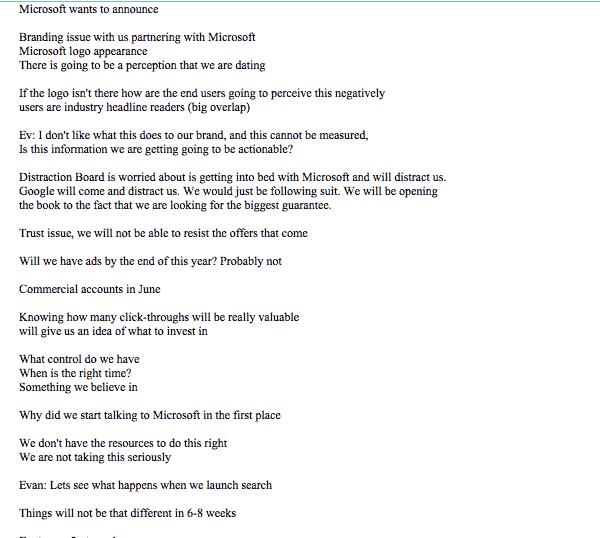 Microsoft wants to announce
Branding issue with us partnering with Microsoft
Microsoft logo appearance
There is going to be a perception that we are dating
If the logo isn't there how are the end users going to perceive this negatively
users are industry headline readers (big overlap)
Ev: I don't like what this does to our brand, and this cannot be measured,
Is this information we are getting going to be actionable?
Distraction Board is worried about is getting into bed with Microsoft and will distract us.
Google will come and distract us. We would just be following suit. We will be opening
the book to the fact that we are looking for the biggest guarantee.
Trust issue, we will not be able to resist the offers that come
Will we have ads by the end of this year? Probably not
Commercial accounts in June
Knowing how many click-throughs will be really valuable
will give us an idea of what to invest in
What control do we have
When is the right time?
Something we believe in
Why did we start talking to Microsoft in the first place
We don't have the resources to do this right
We are not taking this seriously
Evan: Lets see what happens when we launch search
Things will not be that different in 6-8 weeks